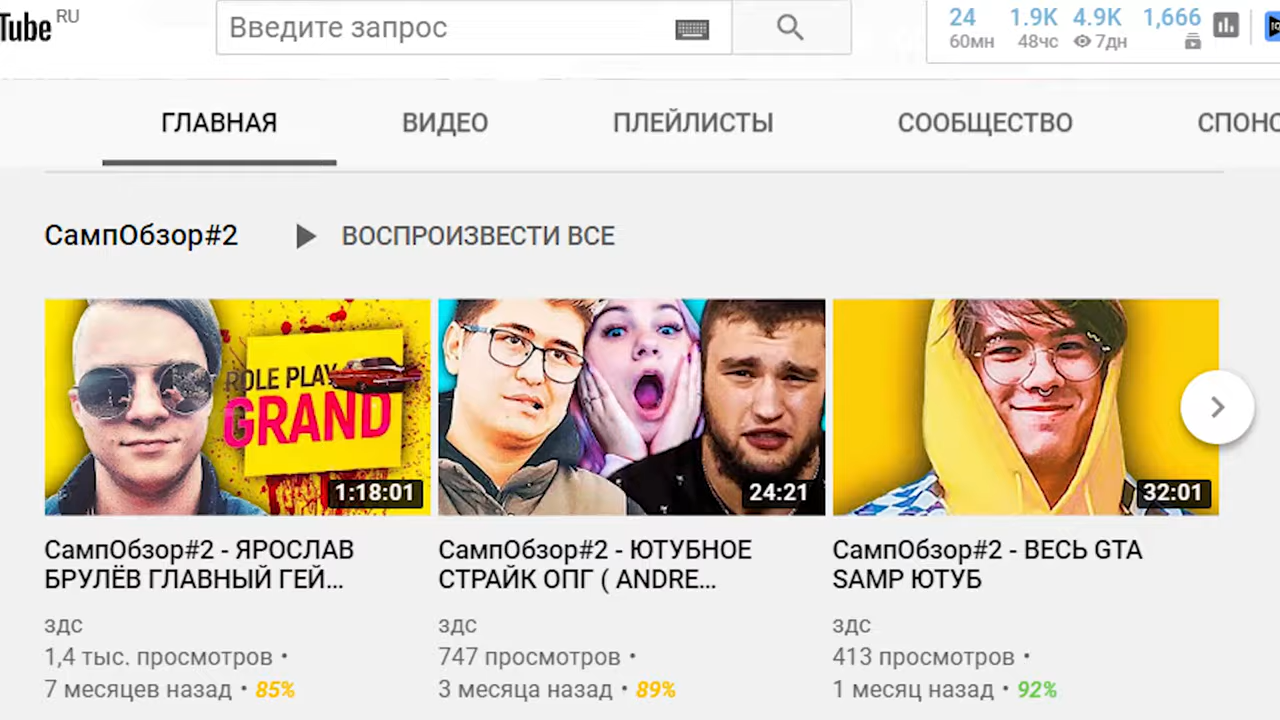 Tube RU
Введите запрос
24 1.9K 4.9K 1,666
60мн 48чс 7дн
ГЛАВНАЯ ВИДЕО ПЛЕЙЛИСТЫ СООБЩЕСТВО СПОНС
СампОбзор#2 ВОСПРОИЗВЕСТИ ВСЕ
ROLE PLAY
GRAND
1:18:01
24:21
32:01
СампОбзор#2 - ЯРОСЛАВ
БРУЛЁВ ГЛАВНЫЙ ГЕЙ...
здс
1,4 тыс. просмотров •
7 месяцев назад • 85%
СампОбзор#2 - ЮТУБНОЕ
СТРАЙК ОПГ ( ANDRE...
здс
747 просмотров •
3 месяца назад • 89%
СампОбзор#2 - ВЕСЬ GTA
SAMP ЮТУБ
здс
413 просмотров •
1 месяц назад • 92%